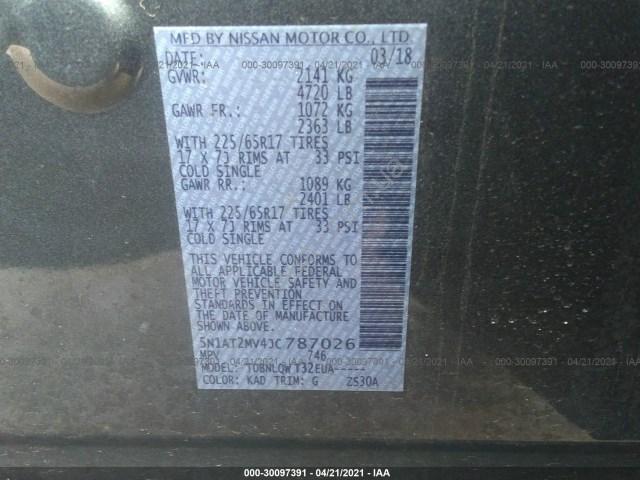 MFD BY NISSAN MOTOR CO., LTD.
DATE: 03/18
GVWR: 2141 KG
4720 LB
GAWR FR.: 1072 KG
2363 LB
WITH 225/65R17 TIRES
17 X 7J RIMS AT 33 PSI
COLD SINGLE
GAWR RR.: 1089 KG
2401 LB
WITH 225/65R17 TIRES
17 X 7J RIMS AT 33 PSI
COLD SINGLE
THIS VEHICLE CONFORMS TO
ALL APPLICABLE FEDERAL
MOTOR VEHICLE SAFETY AND
THEFT PREVENTION
STANDARDS IN EFFECT ON
THE DATE OF MANUFACTURE
SHOWN ABOVE.
5N1AT2MV4JC787026
MPV 746
MODEL: TDBNLQWT32EUA-----
COLOR: KAD TRIM: G ZS30A
000-30097391 / 04/21/2021 - IAA